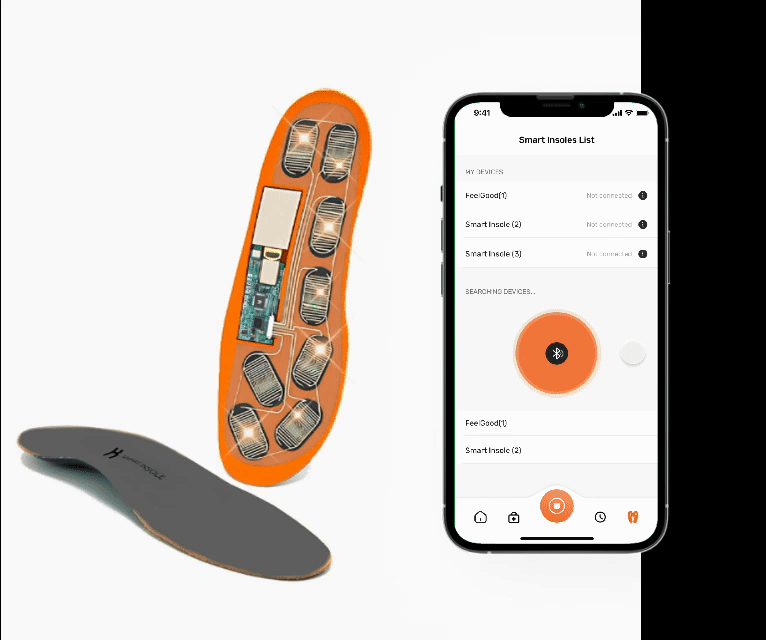 9:41
Smart Insoles List
MY DEVICES
FeelGood(1) Not connected
Smart Insole (2) Not connected
Smart Insole (3) Not connected
SEARCHING DEVICES...
FeelGood(1)
Smart Insole (2)
INSOLE